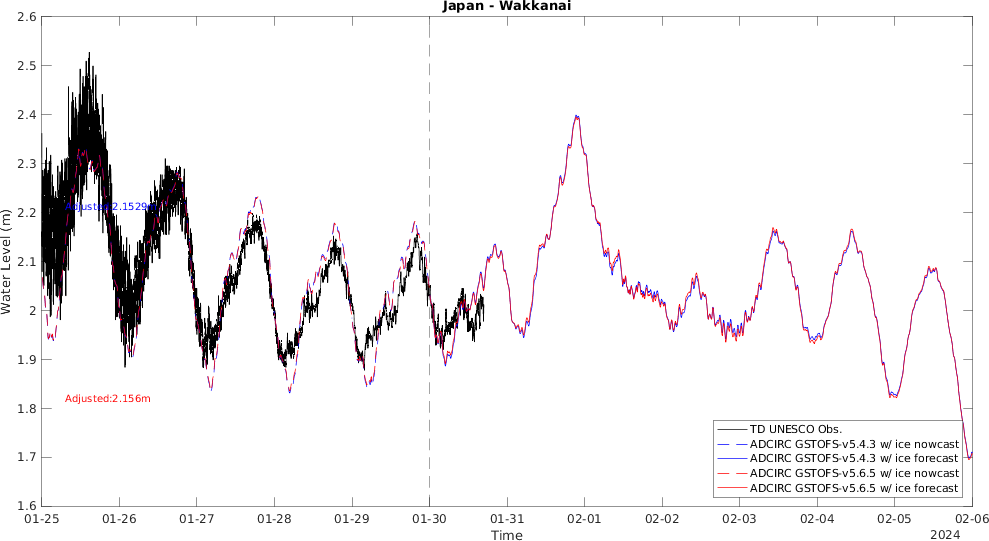 Japan - Wakkanai
2.6
2.5
2.4
2.3
2.2
2.1
2
1.9
1.8
1.7
1.6
Water Level (m)
Adjusted:2.1529m
Adjusted:2.156m
TD UNESCO Obs.
ADCIRC GSTOFS-v5.4.3 w/ ice nowcast
ADCIRC GSTOFS-v5.4.3 w/ ice forecast
ADCIRC GSTOFS-v5.6.5 w/ ice nowcast
ADCIRC GSTOFS-v5.6.5 w/ ice forecast
01-25 01-26 01-27 01-28 01-29 01-30 01-31 02-01 02-02 02-03 02-04 02-05 02-06
Time
2024